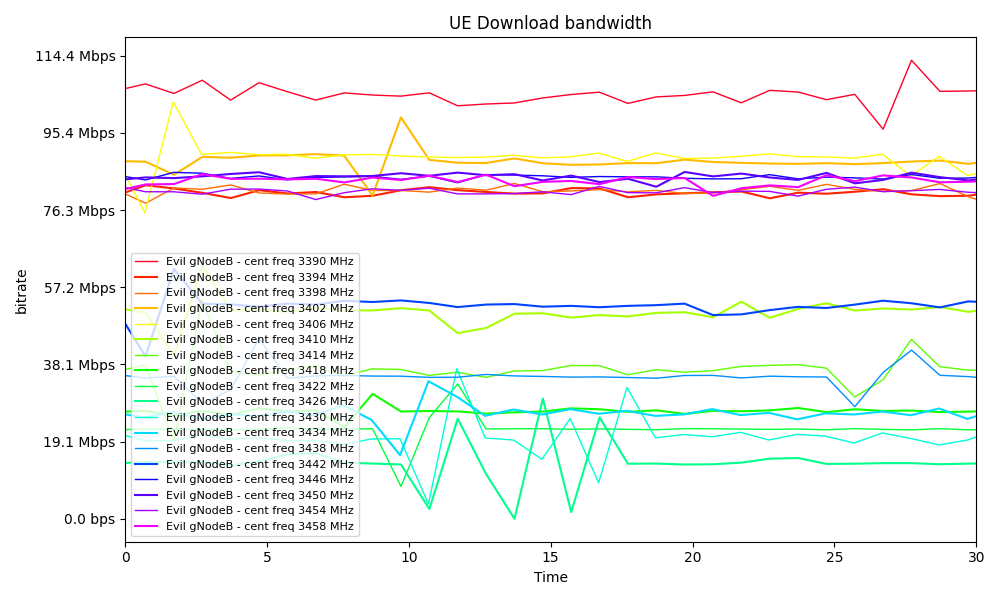 UE Download bandwidth
114.4 Mbps
95.4 Mbps
76.3 Mbps
57.2 Mbps
38.1 Mbps
19.1 Mbps
0.0 bps
bitrate
Evil gNodeB - cent freq 3390 MHz
Evil gNodeB - cent freq 3394 MHz
Evil gNodeB - cent freq 3398 MHz
Evil gNodeB - cent freq 3402 MHz
Evil gNodeB - cent freq 3406 MHz
Evil gNodeB - cent freq 3410 MHz
Evil gNodeB - cent freq 3414 MHz
Evil gNodeB - cent freq 3418 MHz
Evil gNodeB - cent freq 3422 MHz
Evil gNodeB - cent freq 3426 MHz
Evil gNodeB - cent freq 3430 MHz
Evil gNodeB - cent freq 3434 MHz
Evil gNodeB - cent freq 3438 MHz
Evil gNodeB - cent freq 3442 MHz
Evil gNodeB - cent freq 3446 MHz
Evil gNodeB - cent freq 3450 MHz
Evil gNodeB - cent freq 3454 MHz
Evil gNodeB - cent freq 3458 MHz
0 5 10 15 20 25 30
Time